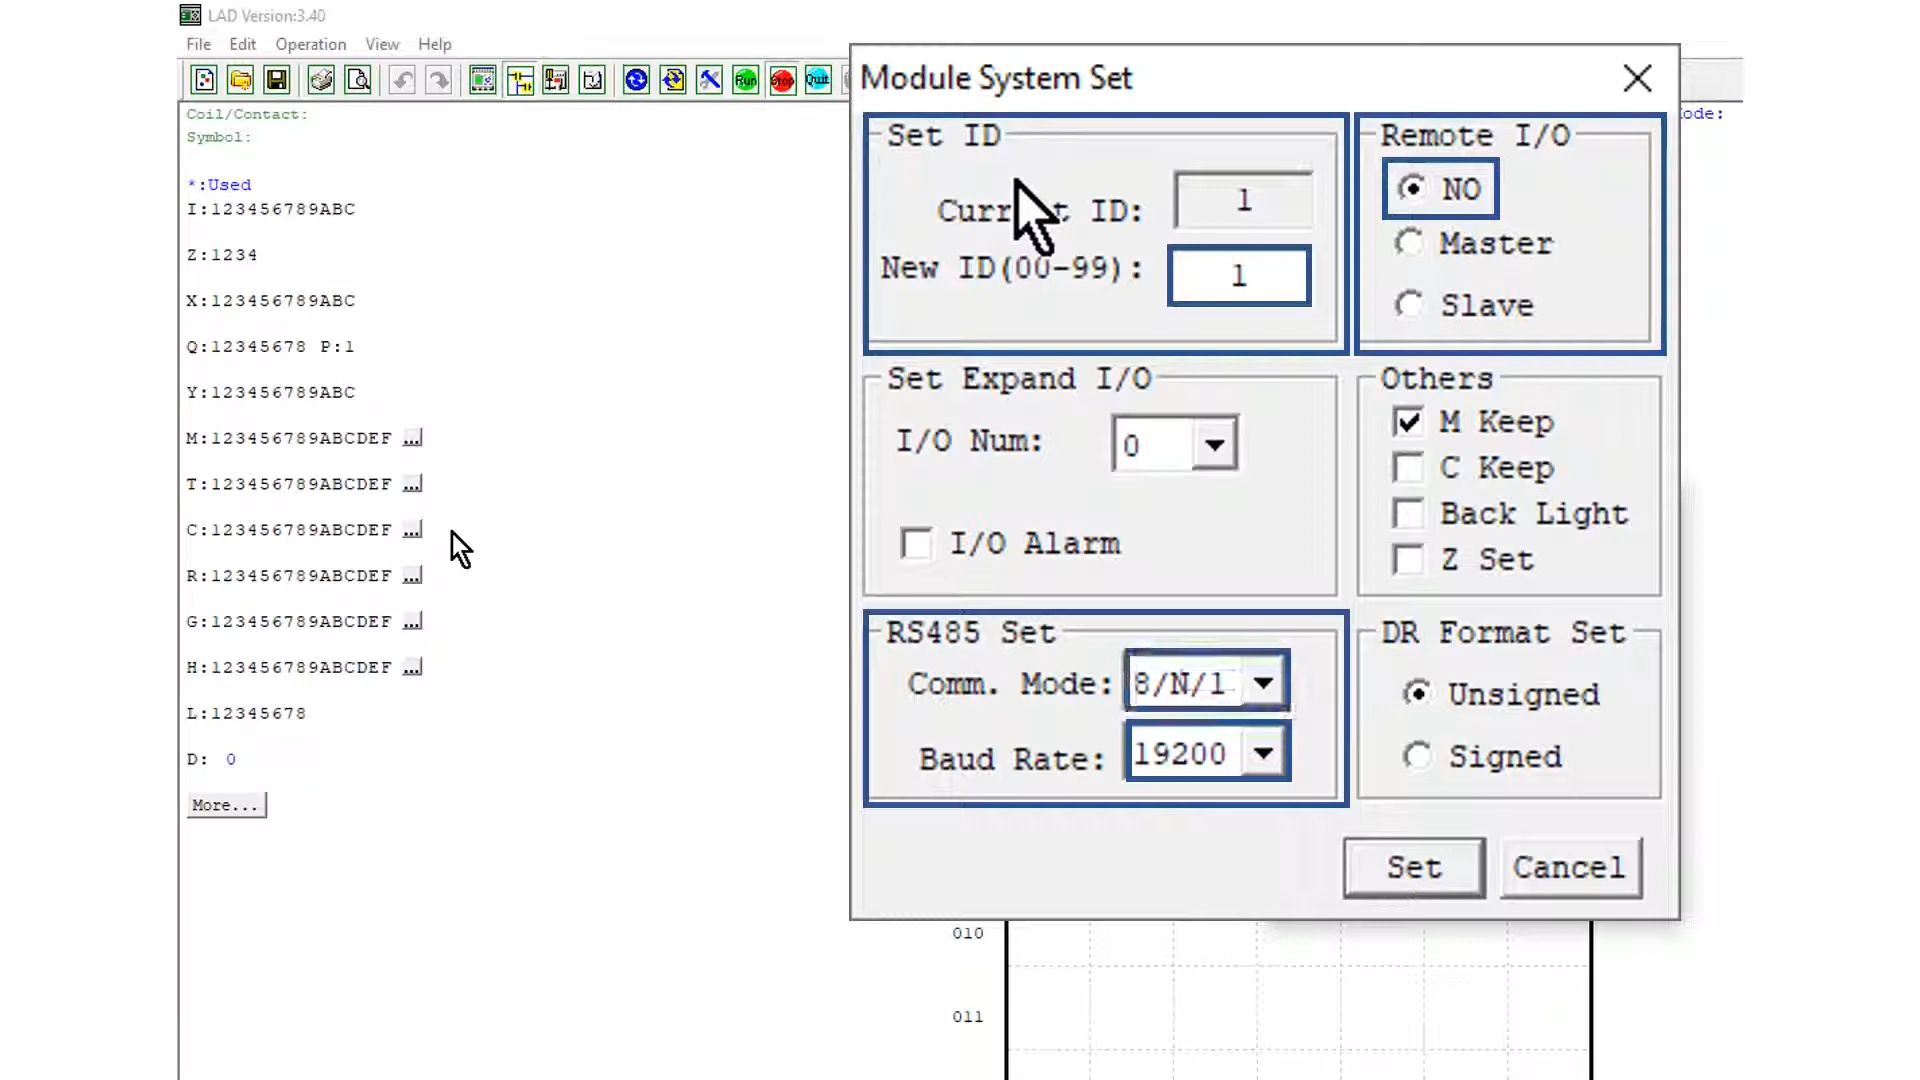 LAD Version:3.40
File Edit Operation View Help
Run Stop Quit
Coil/Contact:
Symbol:
*:Used
I:123456789ABC
Z:1234
X:123456789ABC
Q:12345678 P:1
Y:123456789ABC
M:123456789ABCDEF ...
T:123456789ABCDEF ...
C:123456789ABCDEF ...
R:123456789ABCDEF ...
G:123456789ABCDEF ...
H:123456789ABCDEF ...
L:12345678
D: 0
More...
Module System Set
Set ID
Current ID: 1
New ID(00-99): 1
Remote I/O
NO
Master
Slave
Set Expand I/O
I/O Num: 0
I/O Alarm
Others
M Keep
C Keep
Back Light
Z Set
RS485 Set
Comm. Mode: 8/N/1
Baud Rate: 19200
DR Format Set
Unsigned
Signed
Set Cancel
ode:
010
011